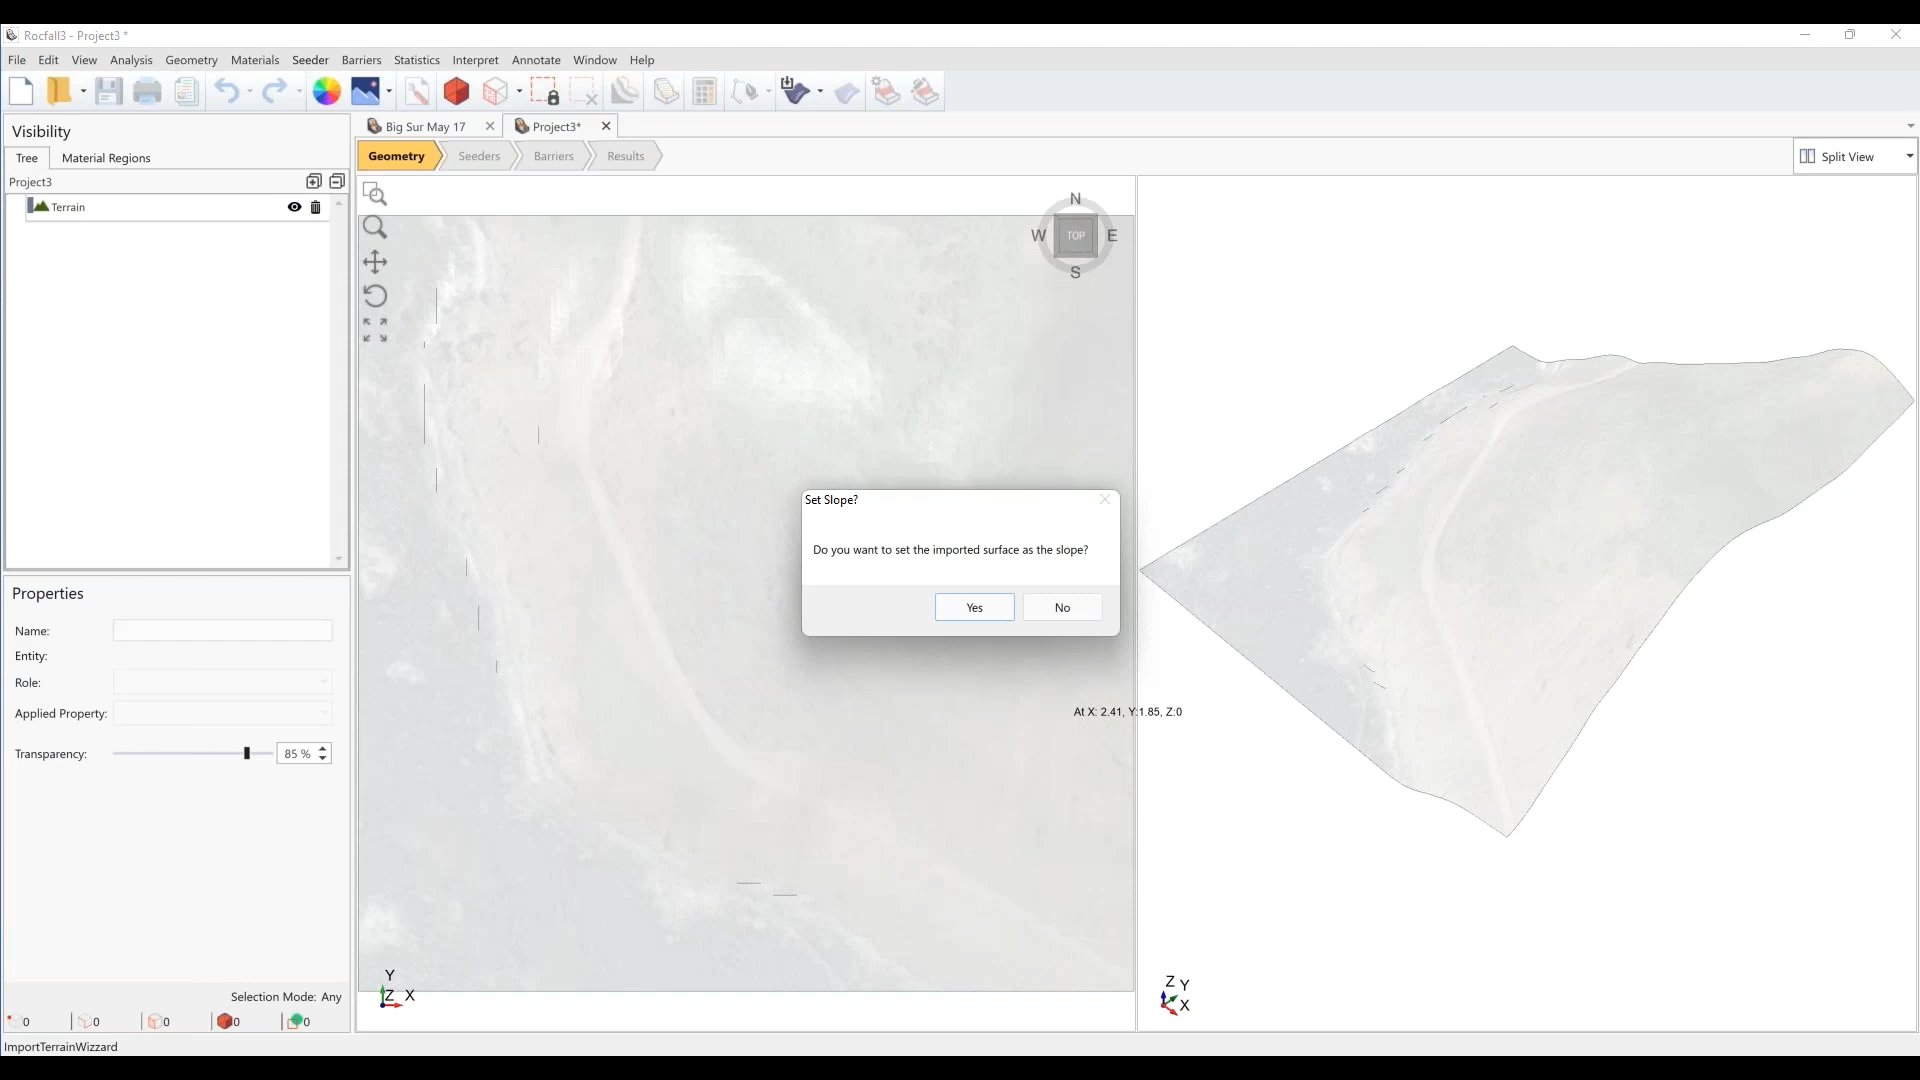 Rocfall3 - Project3 *
File Edit View Analysis Geometry Materials Seeder Barriers Statistics Interpret Annotate Window Help
Visibility
Tree Material Regions
Project3
Terrain
Big Sur May 17 Project3*
Geometry Seeders Barriers Results
Split View
N
W TOP E
S
Set Slope?
Do you want to set the imported surface as the slope?
Yes No
At X: 2.41, Y:1.85, Z:0
Properties
Name:
Entity:
Role:
Applied Property:
Transparency: 85 %
Y
Z X
Z Y
X
Selection Mode: Any
0 0 0 0 0
ImportTerrainWizzard